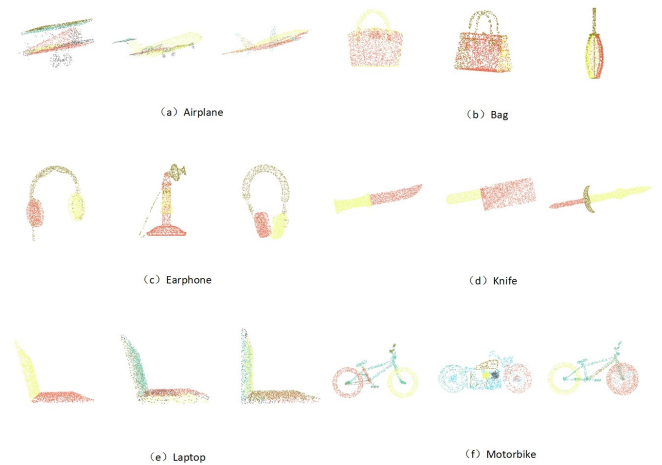 （a）Airplane
（b）Bag
（c）Earphone
（d）Knife
（e）Laptop
（f）Motorbike